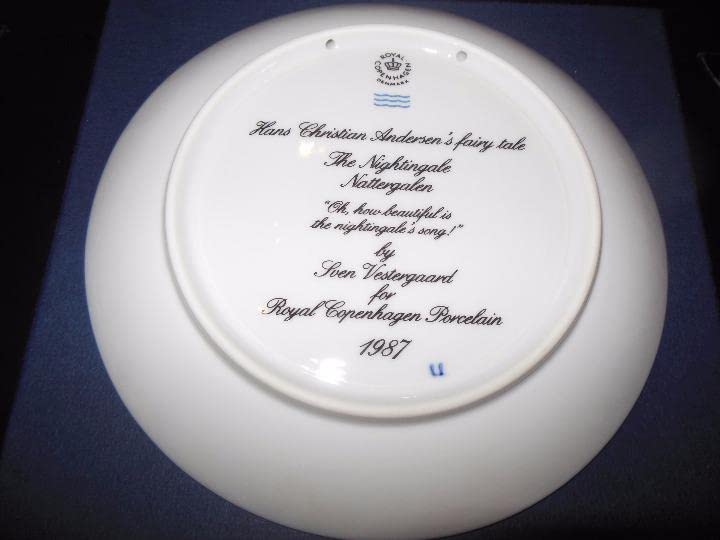 ROYAL
COPENHAGEN
DENMARK
Hans Christian Andersen's fairy tale
The Nightingale
Nattergalen
"Oh, how beautiful is
the nightingale's song!"
by
Sven Vestergaard
for
Royal Copenhagen Porcelain
1987